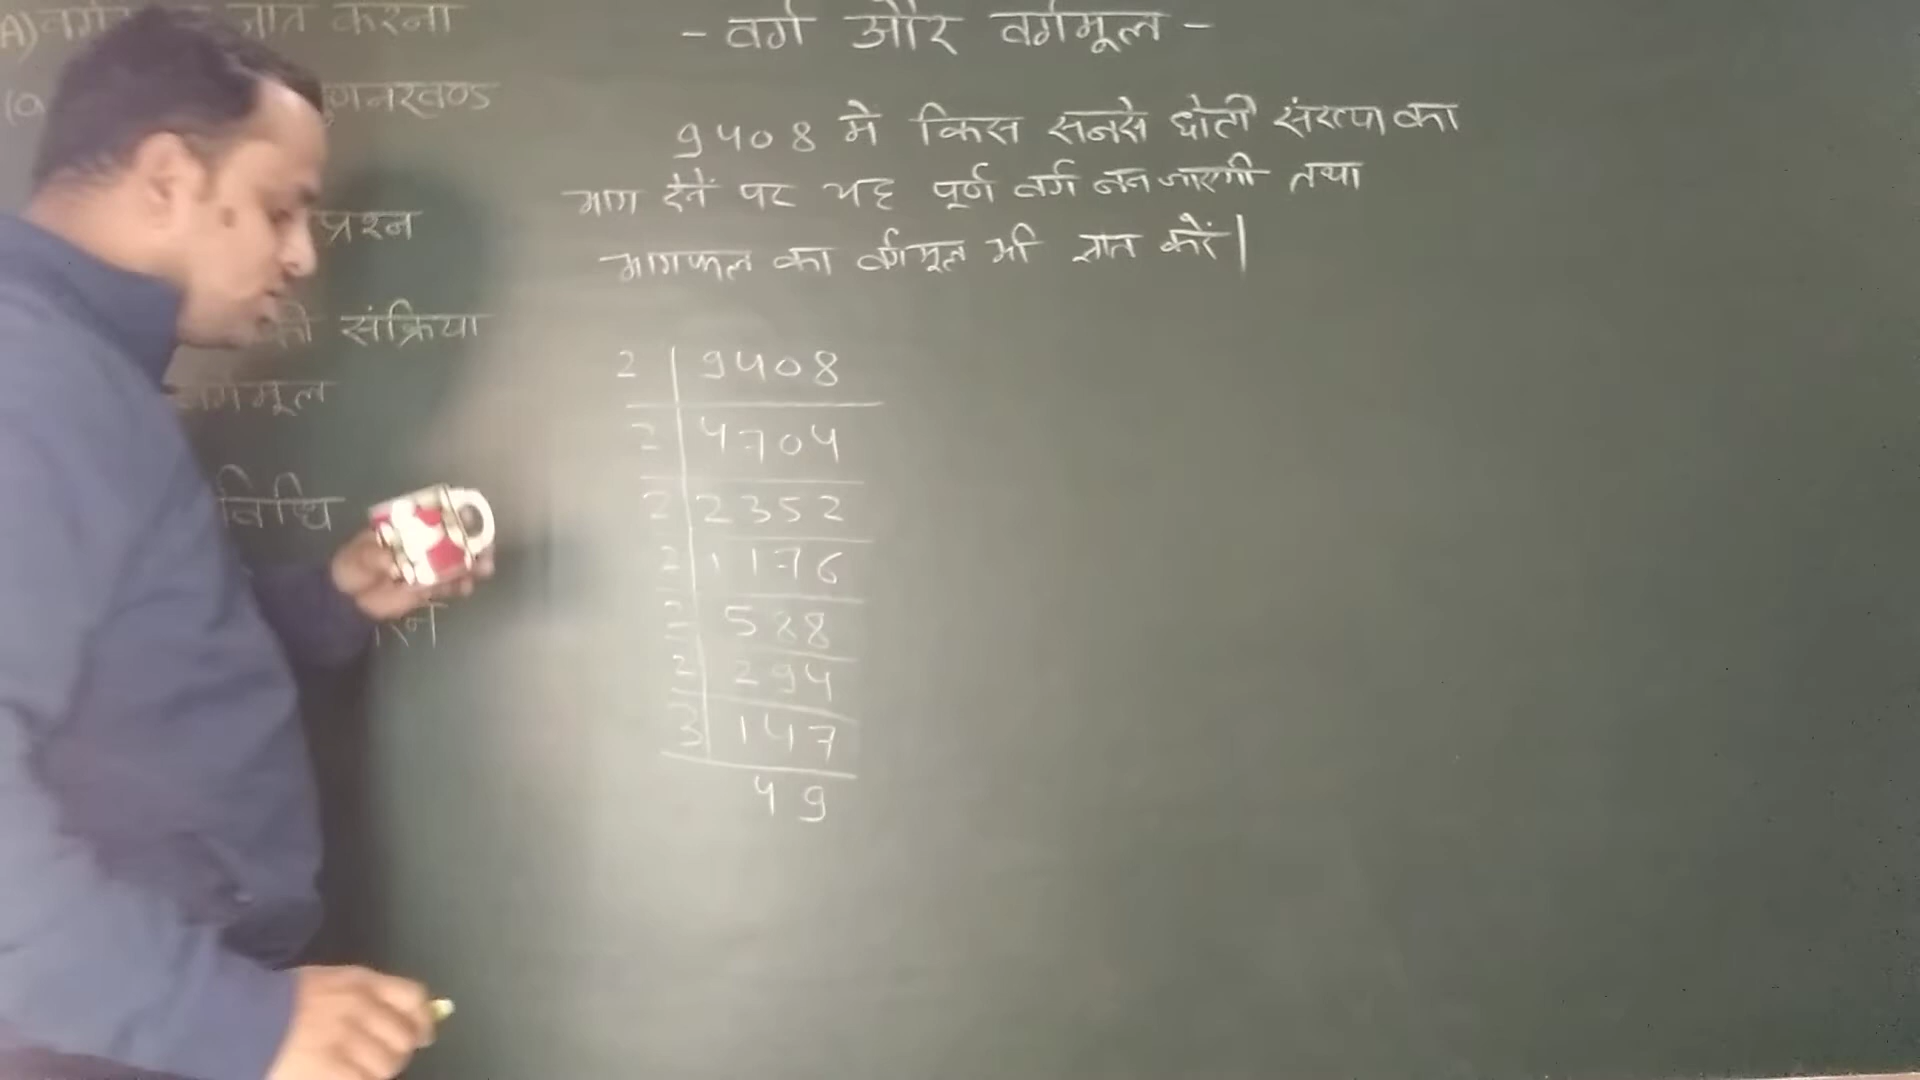 - वर्ग और वर्गमूल -
A) ज्ञात करना
(a गुणनखण्ड
प्रश्न
की संक्रिया
वर्गमूल
विधि
9408 मे किस सबसे छोटी संख्या का
भाग देनें पर यह पूर्ण वर्ग बन जाएगी तथा
भागफल का वर्गमूल भी ज्ञात करें|
2 | 9408
2 | 4704
2 | 2352
2 | 1176
2 | 588
2 | 294
3 | 147
49